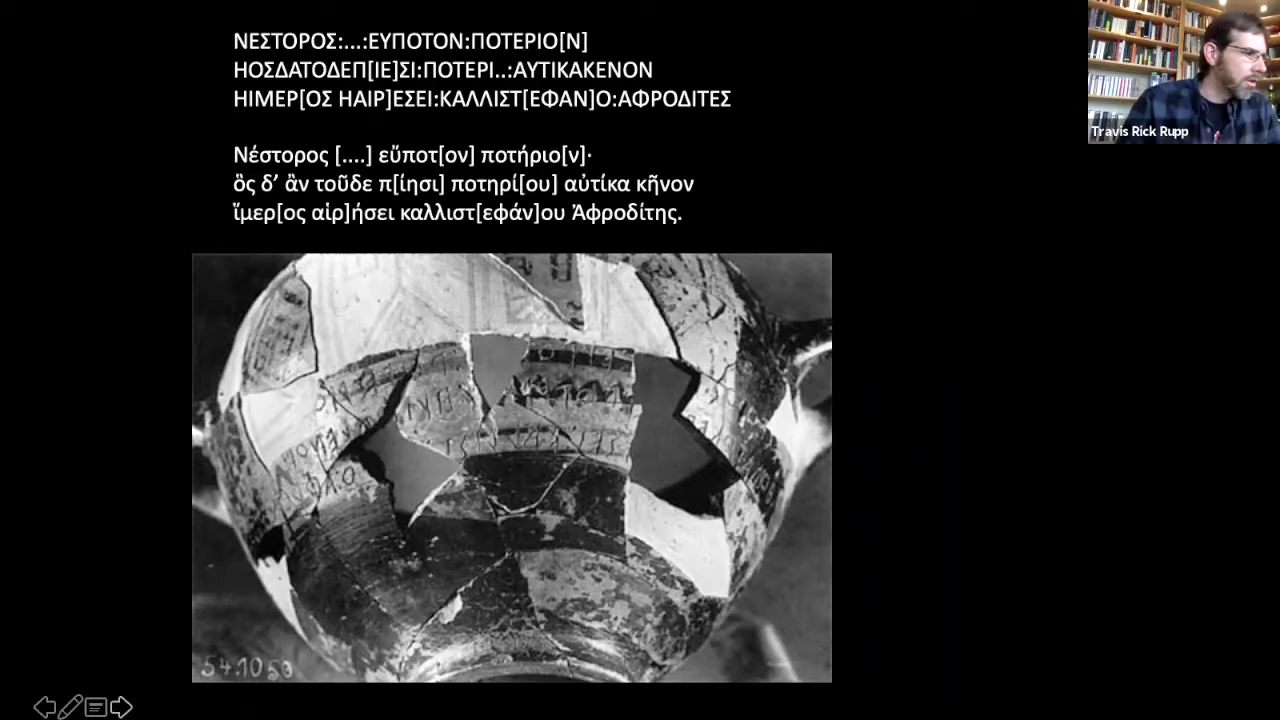 ΝΕΣΤΟΡΟΣ:...:ΕΥΠΟΤΟΝ:ΠΟΤΕΡΙΟ[Ν]
ΗΟΣΔΑΤΟΔΕΠ[ΙΕ]ΣΙ:ΠΟΤΕΡΙ..:ΑΥΤΙΚΑΚΕΝΟΝ
ΗΙΜΕΡ[ΟΣ ΗΑΙΡ]ΕΣΕΙ:ΚΑΛΛΙΣΤ[ΕΦΑΝ]Ο:ΑΦΡΟΔΙΤΕΣ
Νέστορος [....] εὔποτ[ον] ποτήριο[ν]·
ὃς δ’ ἂν τοῦδε π[ίησι] ποτηρί[ου] αὐτίκα κῆνον
ἵμερ[ος αἱρ]ήσει καλλιστ[εφάν]ου Ἀφροδίτης.
Travis Rick Rupp
54.1050